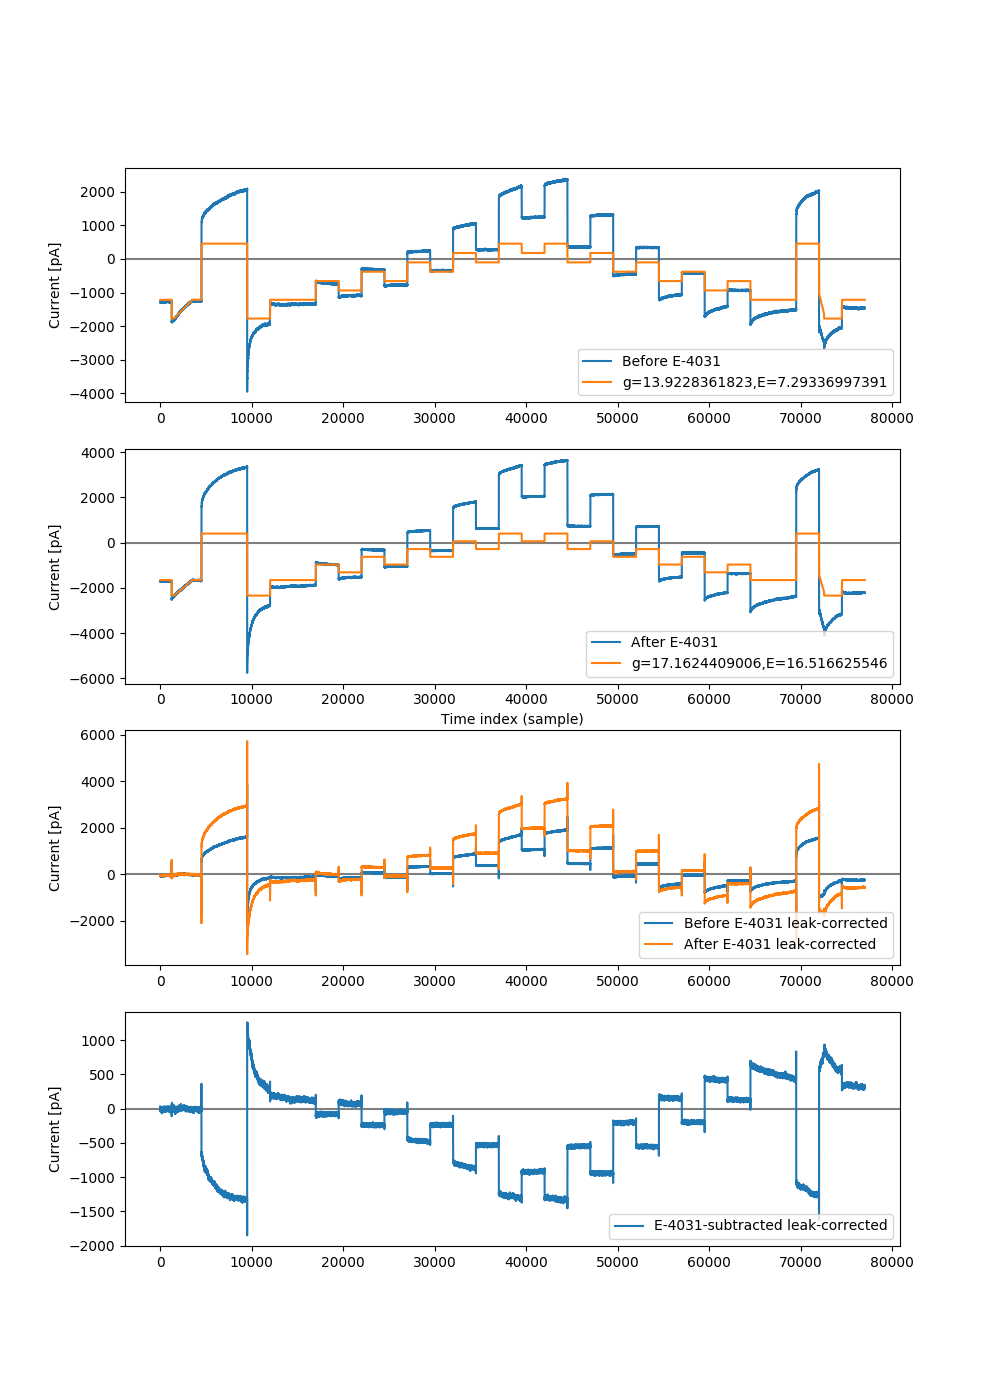 2000
1000
0
−1000
−2000
−3000
−4000
Current [pA]
Before E-4031
g=13.9228361823,E=7.29336997391
0 10000 20000 30000 40000 50000 60000 70000 80000
4000
2000
0
−2000
−4000
−6000
Current [pA]
After E-4031
g=17.1624409006,E=16.516625546
0 10000 20000 30000 40000 50000 60000 70000 80000
Time index (sample)
6000
4000
2000
0
−2000
Current [pA]
Before E-4031 leak-corrected
After E-4031 leak-corrected
0 10000 20000 30000 40000 50000 60000 70000 80000
1000
500
0
−500
−1000
−1500
−2000
Current [pA]
E-4031-subtracted leak-corrected
0 10000 20000 30000 40000 50000 60000 70000 80000